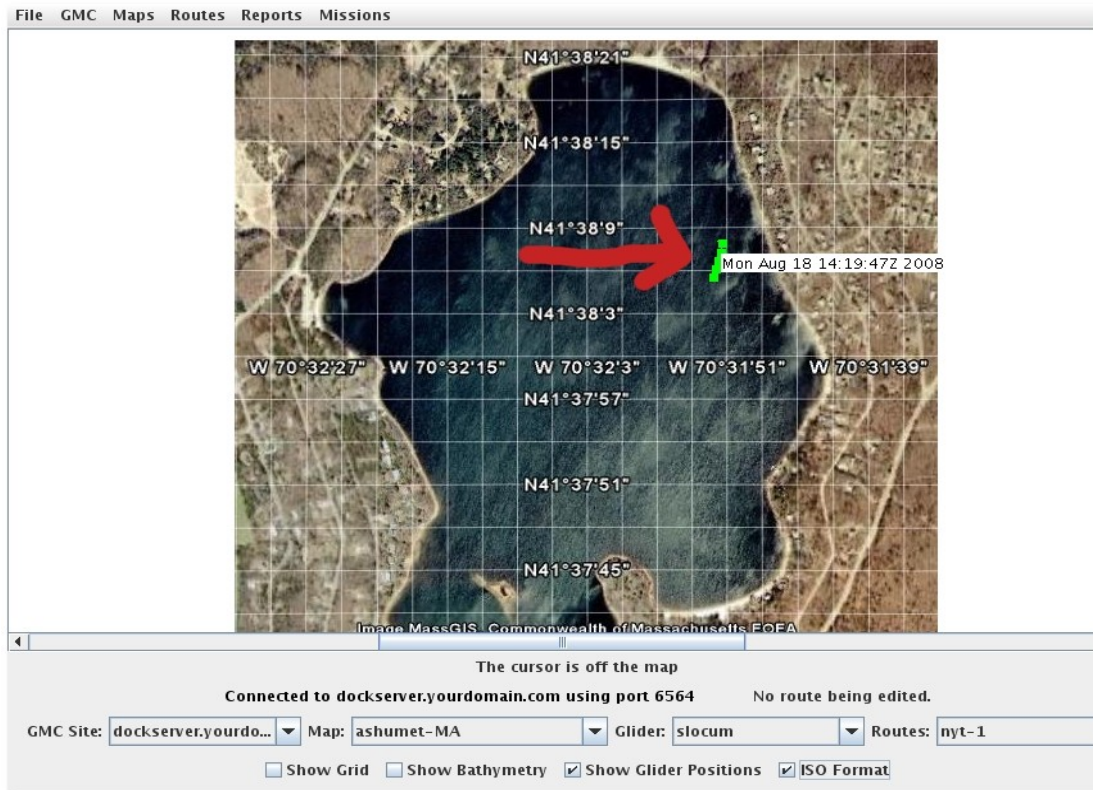 File GMC Maps Routes Reports Missions
N41°38'21"
N41°38'15"
N41°38'9"
Mon Aug 18 14:19:47Z 2008
N41°38'3"
W 70°32'27" W 70°32'15" W 70°32'3" W 70°31'51" W 70°31'39"
N41°37'57"
N41°37'51"
N41°37'45"
Image MassGIS, Commonwealth of Massachusetts EOEA
The cursor is off the map
Connected to dockserver.yourdomain.com using port 6564 No route being edited.
GMC Site: dockserver.yourdo... Map: ashumet-MA Glider: slocum Routes: nyt-1
Show Grid Show Bathymetry Show Glider Positions ISO Format